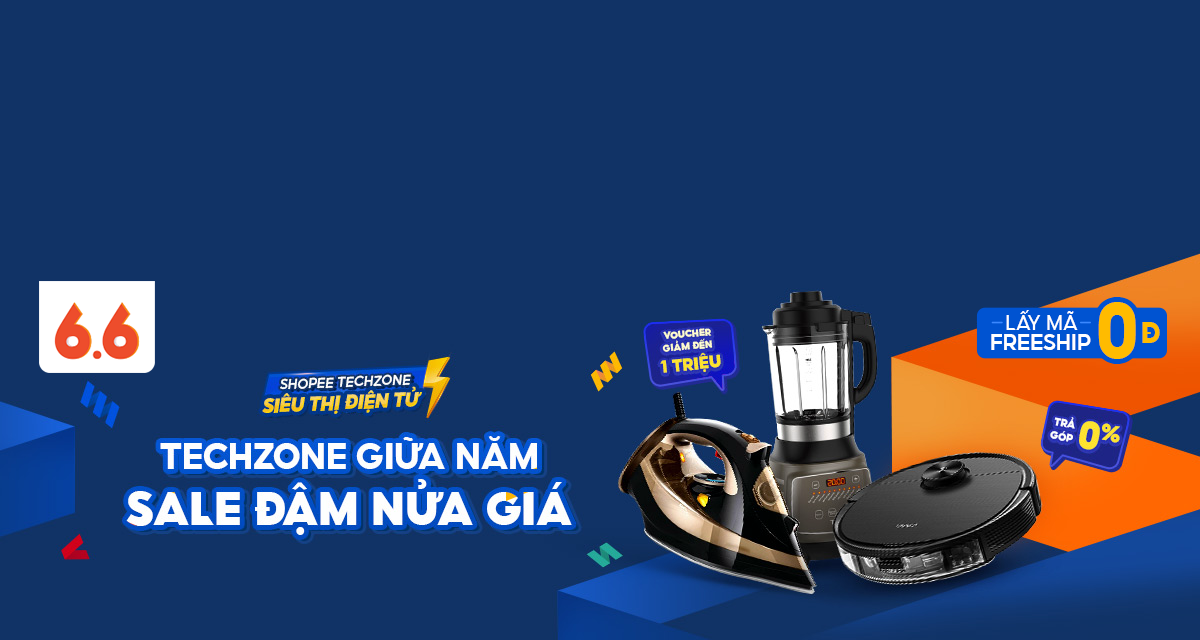 6.6
SHOPEE TECHZONE
SIÊU THỊ ĐIỆN TỬ
TECHZONE GIỮA NĂM
SALE ĐẬM NỬA GIÁ
VOUCHER
GIẢM ĐẾN
1 TRIỆU
LẤY MÃ
FREESHIP
0Đ
TRẢ
GÓP
0%